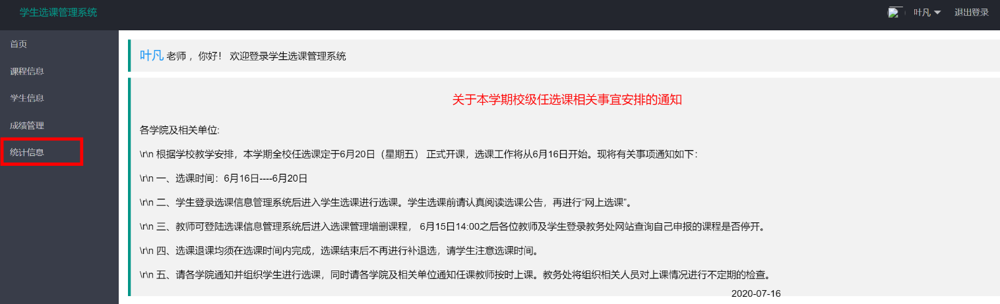 学生选课管理系统
叶凡
退出登录
首页
课程信息
学生信息
成绩管理
统计信息
叶凡 老师 ，你好！ 欢迎登录学生选课管理系统
关于本学期校级任选课相关事宜安排的通知
各学院及相关单位:
\r\n 根据学校教学安排，本学期全校任选课定于6月20日（星期五） 正式开课，选课工作将从6月16日开始。现将有关事项通知如下：
\r\n 一、选课时间：6月16日----6月20日
\r\n 二、学生登录选课信息管理系统后进入学生选课进行选课。学生选课前请认真阅读选课公告，再进行“网上选课”。
\r\n 三、教师可登陆选课信息管理系统后进入选课管理增删课程， 6月15日14:00之后各位教师及学生登录教务处网站查询自己申报的课程是否停开。
\r\n 四、选课退课均须在选课时间内完成，选课结束后不再进行补退选，请学生注意选课时间。
\r\n 五、请各学院通知并组织学生进行选课，同时请各学院及相关单位通知任课教师按时上课。教务处将组织相关人员对上课情况进行不定期的检查。
2020-07-16